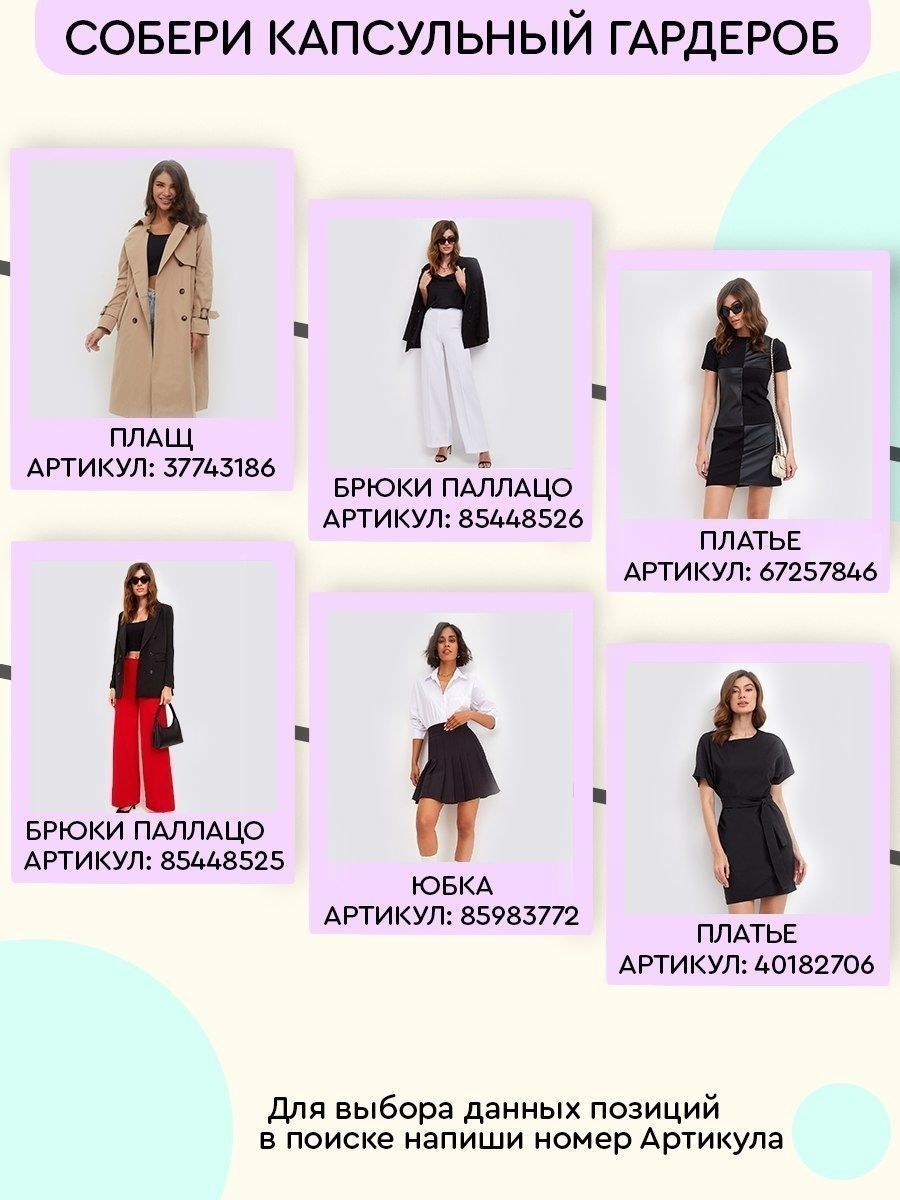 СОБЕРИ КАПСУЛЬНЫЙ ГАРДЕРОБ
ПЛАЩ
АРТИКУЛ: 37743186
БРЮКИ ПАЛЛАЦО
АРТИКУЛ: 85448526
ПЛАТЬЕ
АРТИКУЛ: 67257846
БРЮКИ ПАЛЛАЦО
АРТИКУЛ: 85448525
ЮБКА
АРТИКУЛ: 85983772
ПЛАТЬЕ
АРТИКУЛ: 40182706
Для выбора данных позиций
в поиске напиши номер Артикула